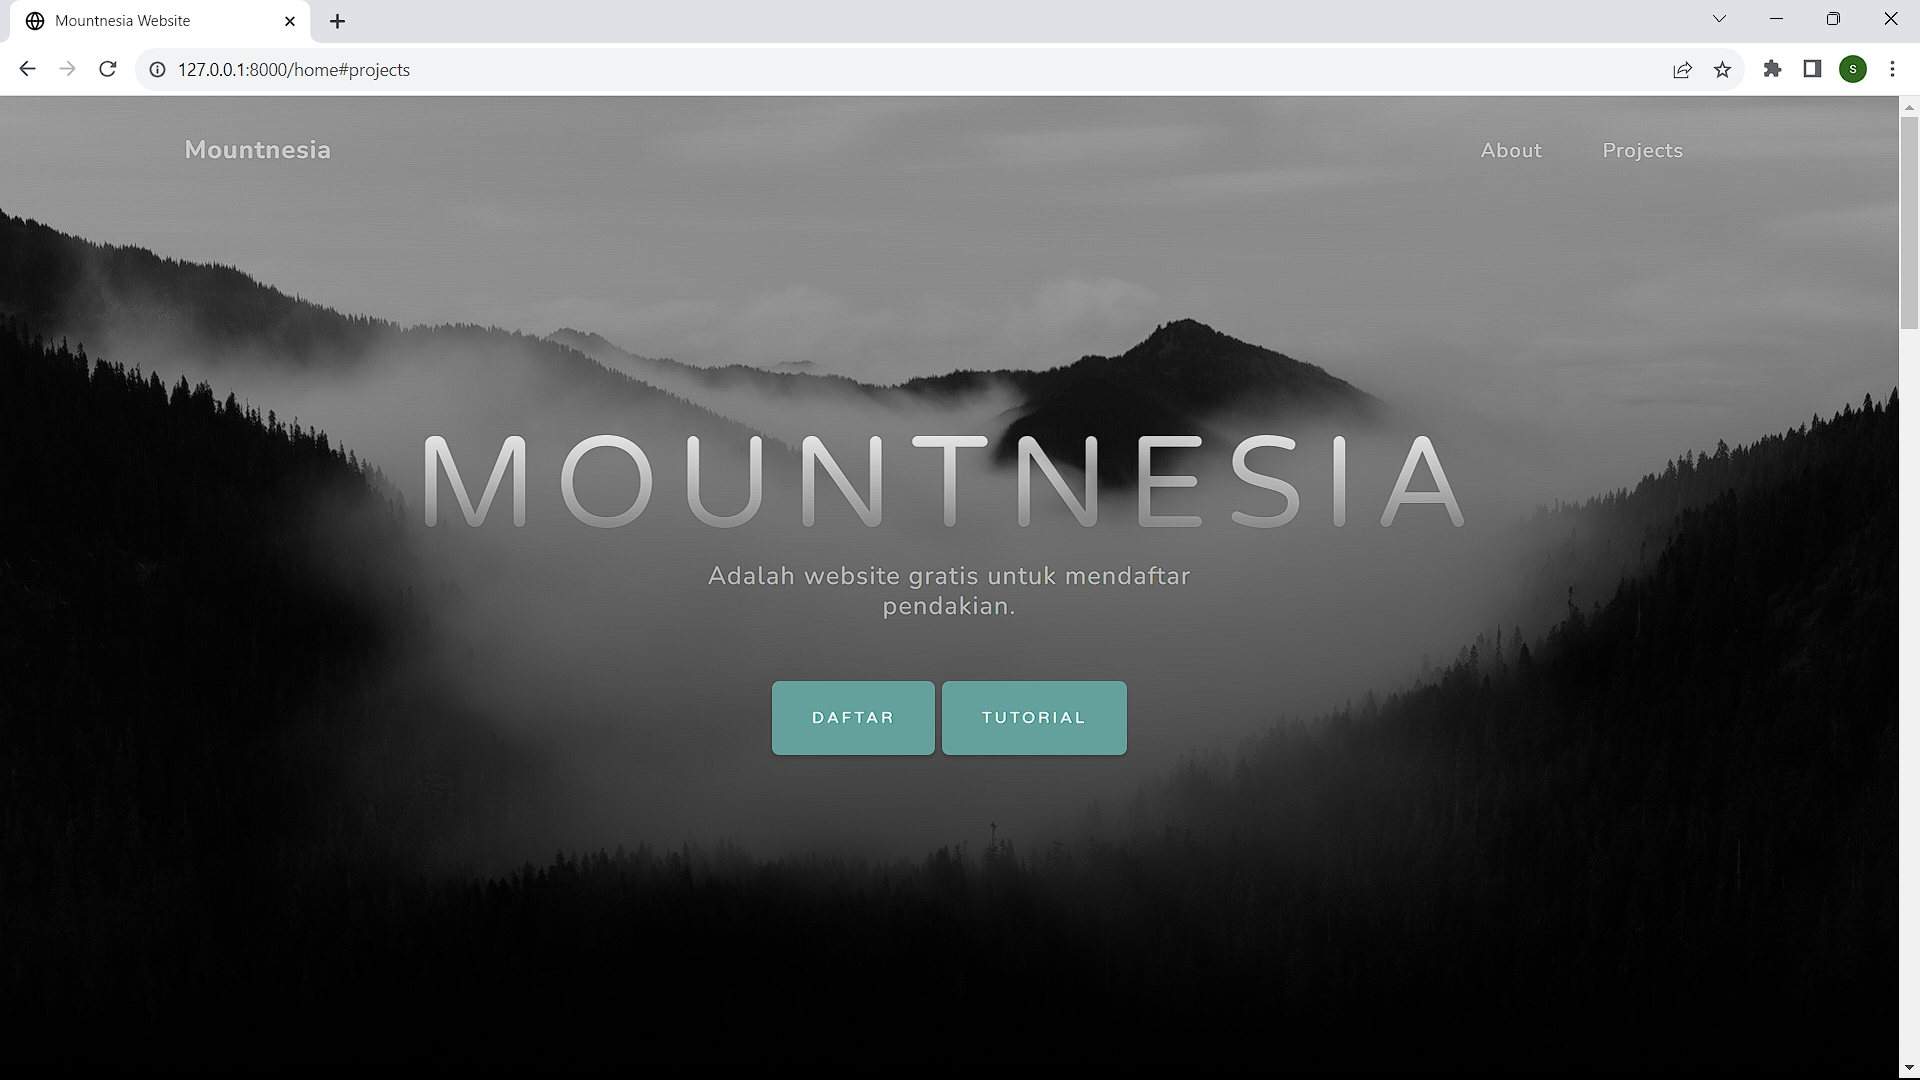 Mountnesia Website
127.0.0.1:8000/home#projects
S
Mountnesia
About
Projects
MOUNTNESIA
Adalah website gratis untuk mendaftar
pendakian.
DAFTAR
TUTORIAL